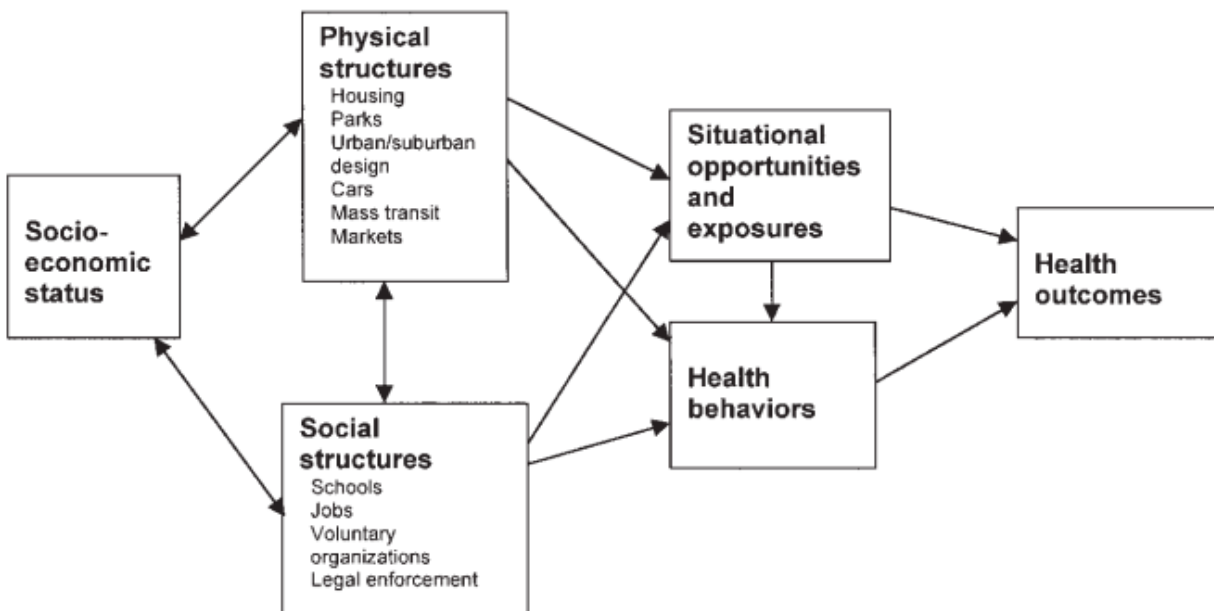 Physical
structures
Housing
Parks
Urban/suburban
design
Cars
Mass transit
Markets
Socio-
economic
status
Situational
opportunities
and
exposures
Health
outcomes
Health
behaviors
Social
structures
Schools
Jobs
Voluntary
organizations
Legal enforcement